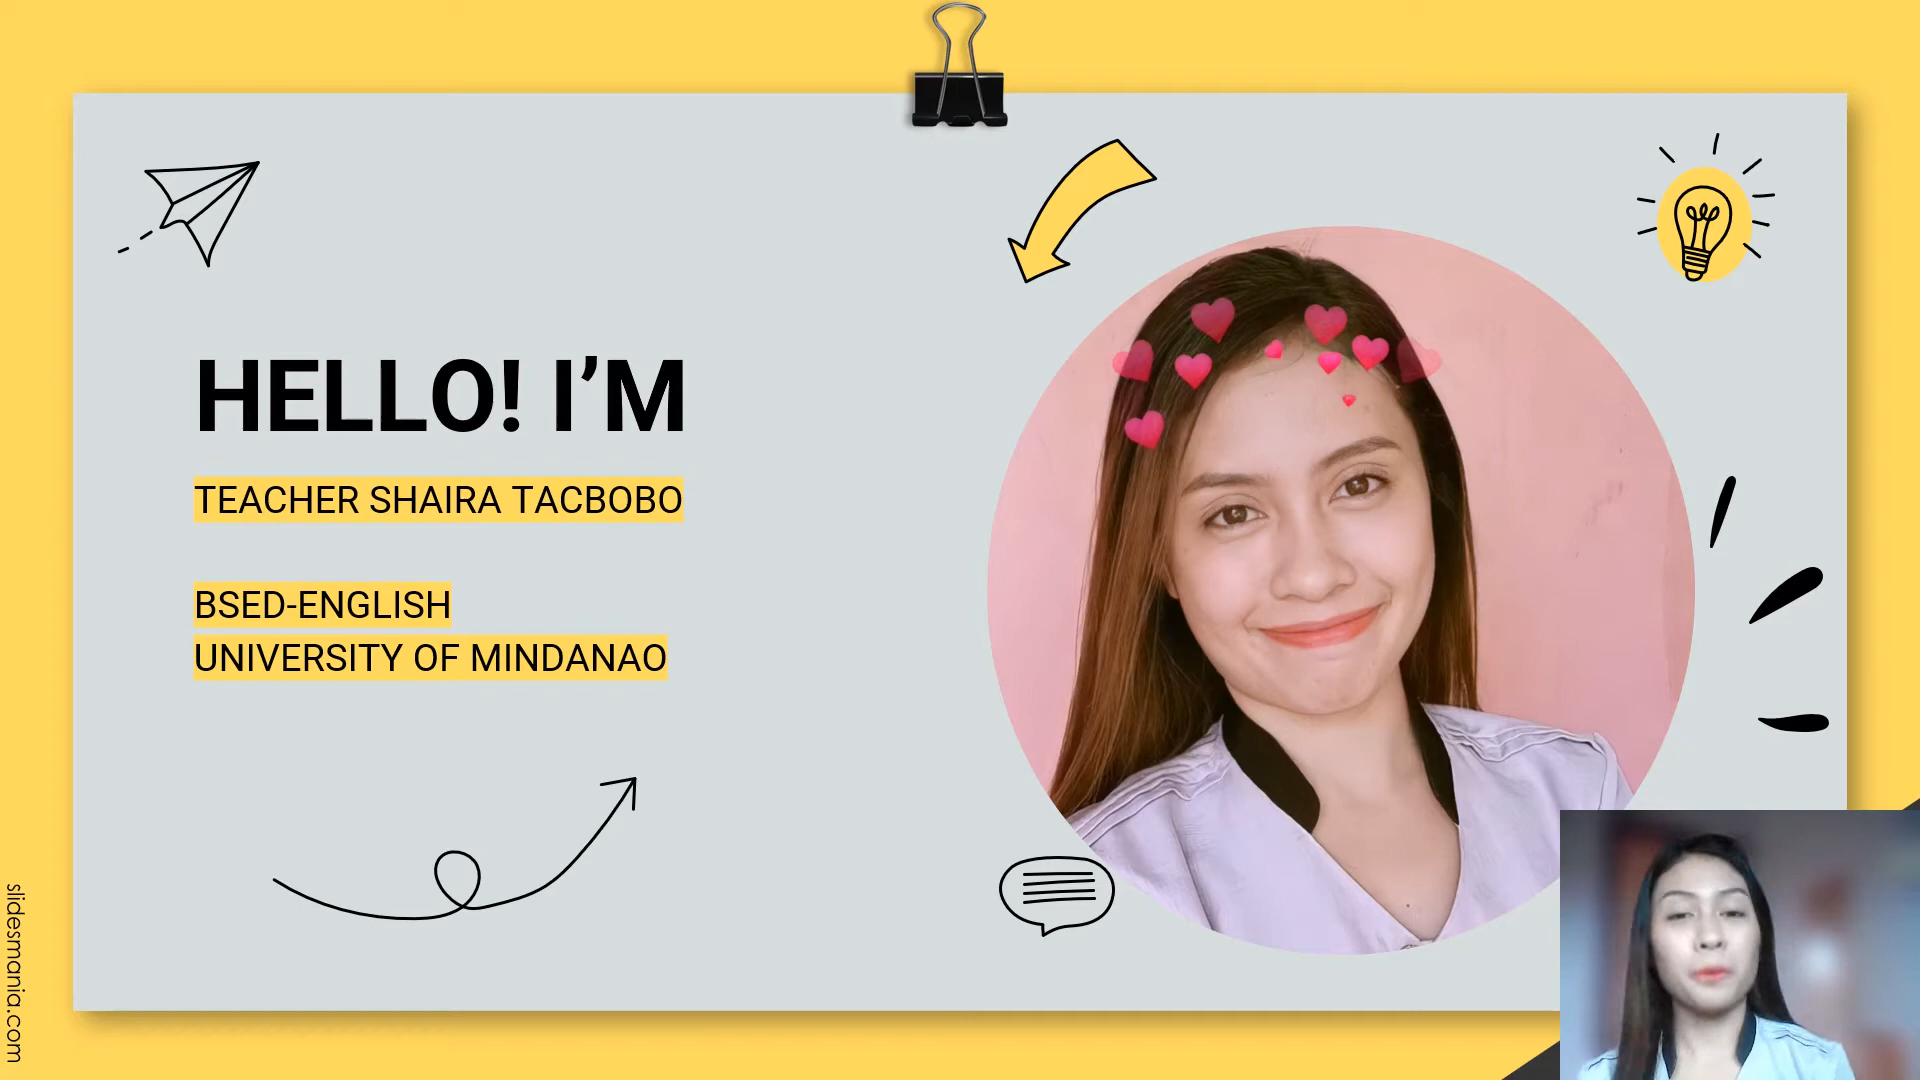 HELLO! I’M
TEACHER SHAIRA TACBOBO
BSED-ENGLISH
UNIVERSITY OF MINDANAO
slidesmania.com